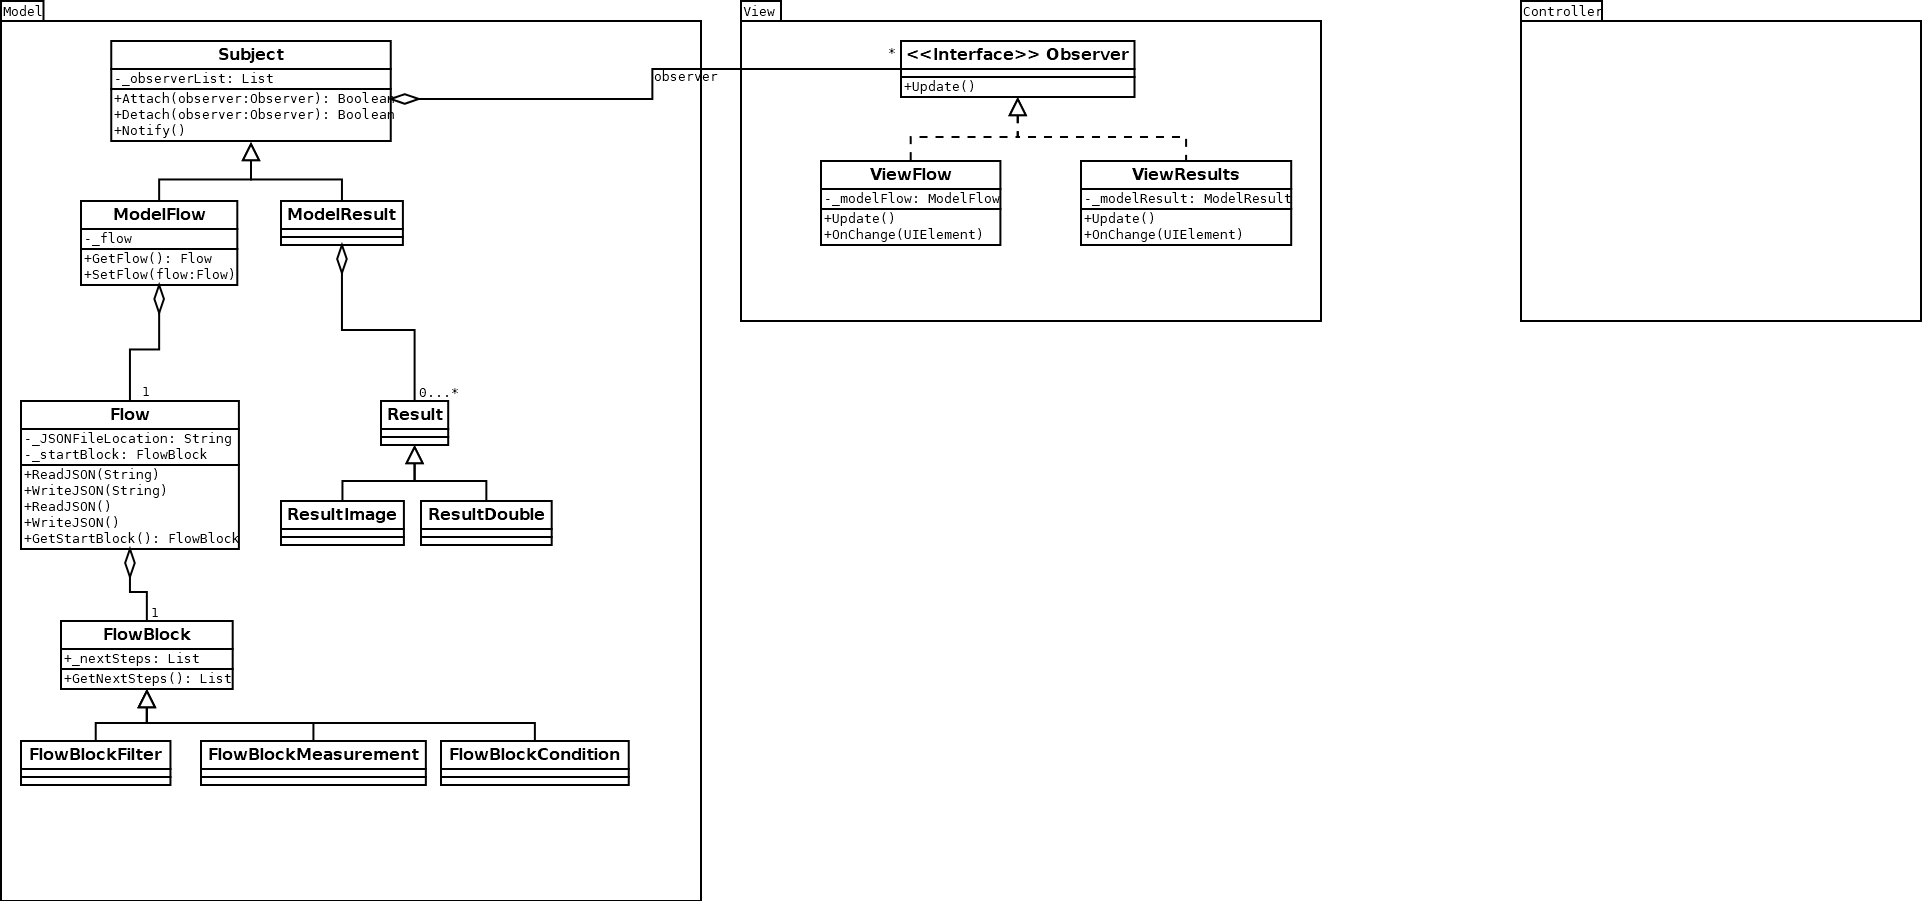 Model
Subject
-_observerList: List
+Attach(observer:Observer): Boolean
+Detach(observer:Observer): Boolean
+Notify()
observer
ModelFlow
-_flow
+GetFlow(): Flow
+SetFlow(flow:Flow)
ModelResult
1
0...*
Flow
-_JSONFileLocation: String
-_startBlock: FlowBlock
+ReadJSON(String)
+WriteJSON(String)
+ReadJSON()
+WriteJSON()
+GetStartBlock(): FlowBlock
Result
ResultImage
ResultDouble
1
FlowBlock
+_nextSteps: List
+GetNextSteps(): List
FlowBlockFilter
FlowBlockMeasurement
FlowBlockCondition
View
*
<<Interface>> Observer
+Update()
ViewFlow
-_modelFlow: ModelFlow
+Update()
+OnChange(UIElement)
ViewResults
-_modelResult: ModelResult
+Update()
+OnChange(UIElement)
Controller